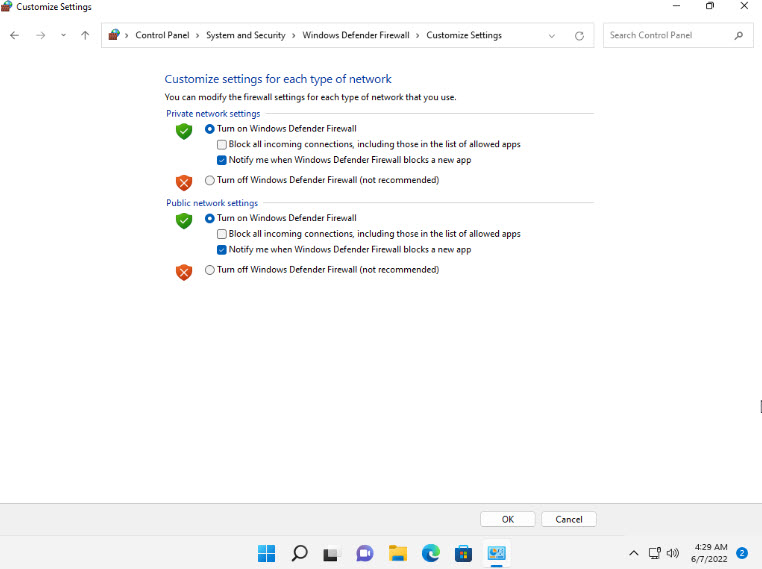 Customize Settings
Control Panel > System and Security > Windows Defender Firewall > Customize Settings
Search Control Panel
Customize settings for each type of network
You can modify the firewall settings for each type of network that you use.
Private network settings
Turn on Windows Defender Firewall
Block all incoming connections, including those in the list of allowed apps
Notify me when Windows Defender Firewall blocks a new app
Turn off Windows Defender Firewall (not recommended)
Public network settings
Turn on Windows Defender Firewall
Block all incoming connections, including those in the list of allowed apps
Notify me when Windows Defender Firewall blocks a new app
Turn off Windows Defender Firewall (not recommended)
OK
Cancel
4:29 AM
6/7/2022
2